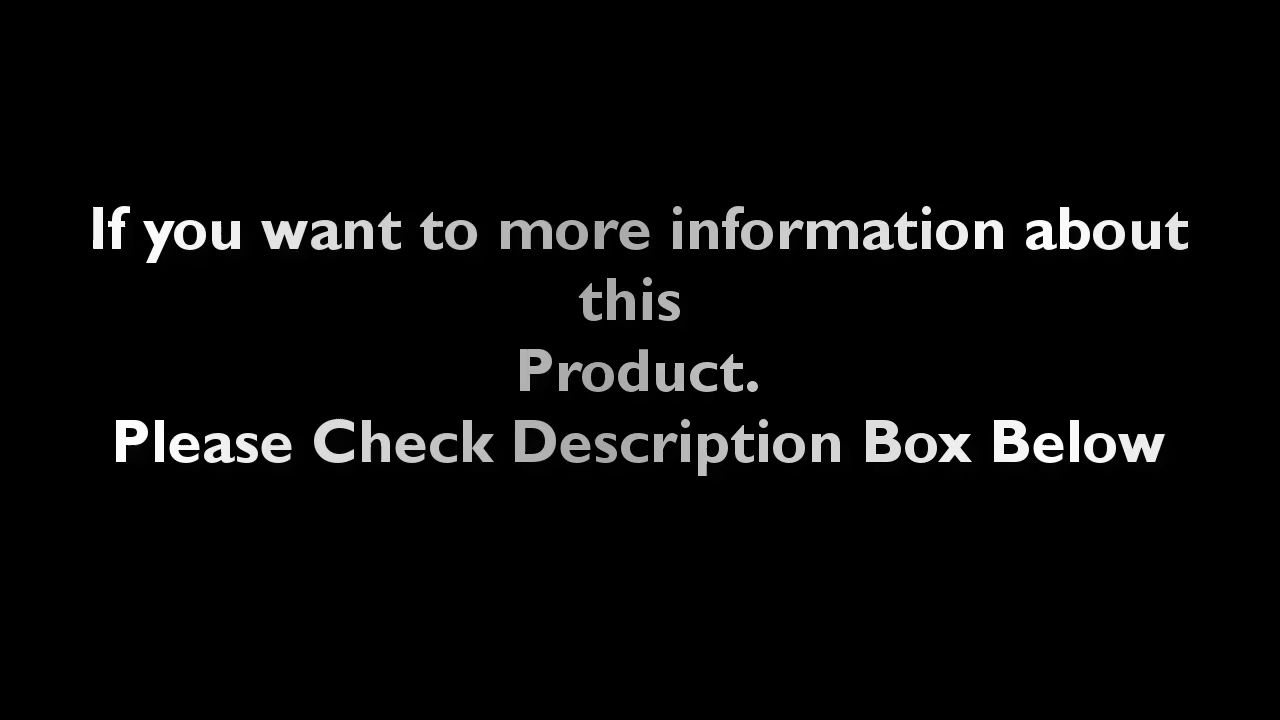 If you want to more information about
this
Product.
Please Check Description Box Below